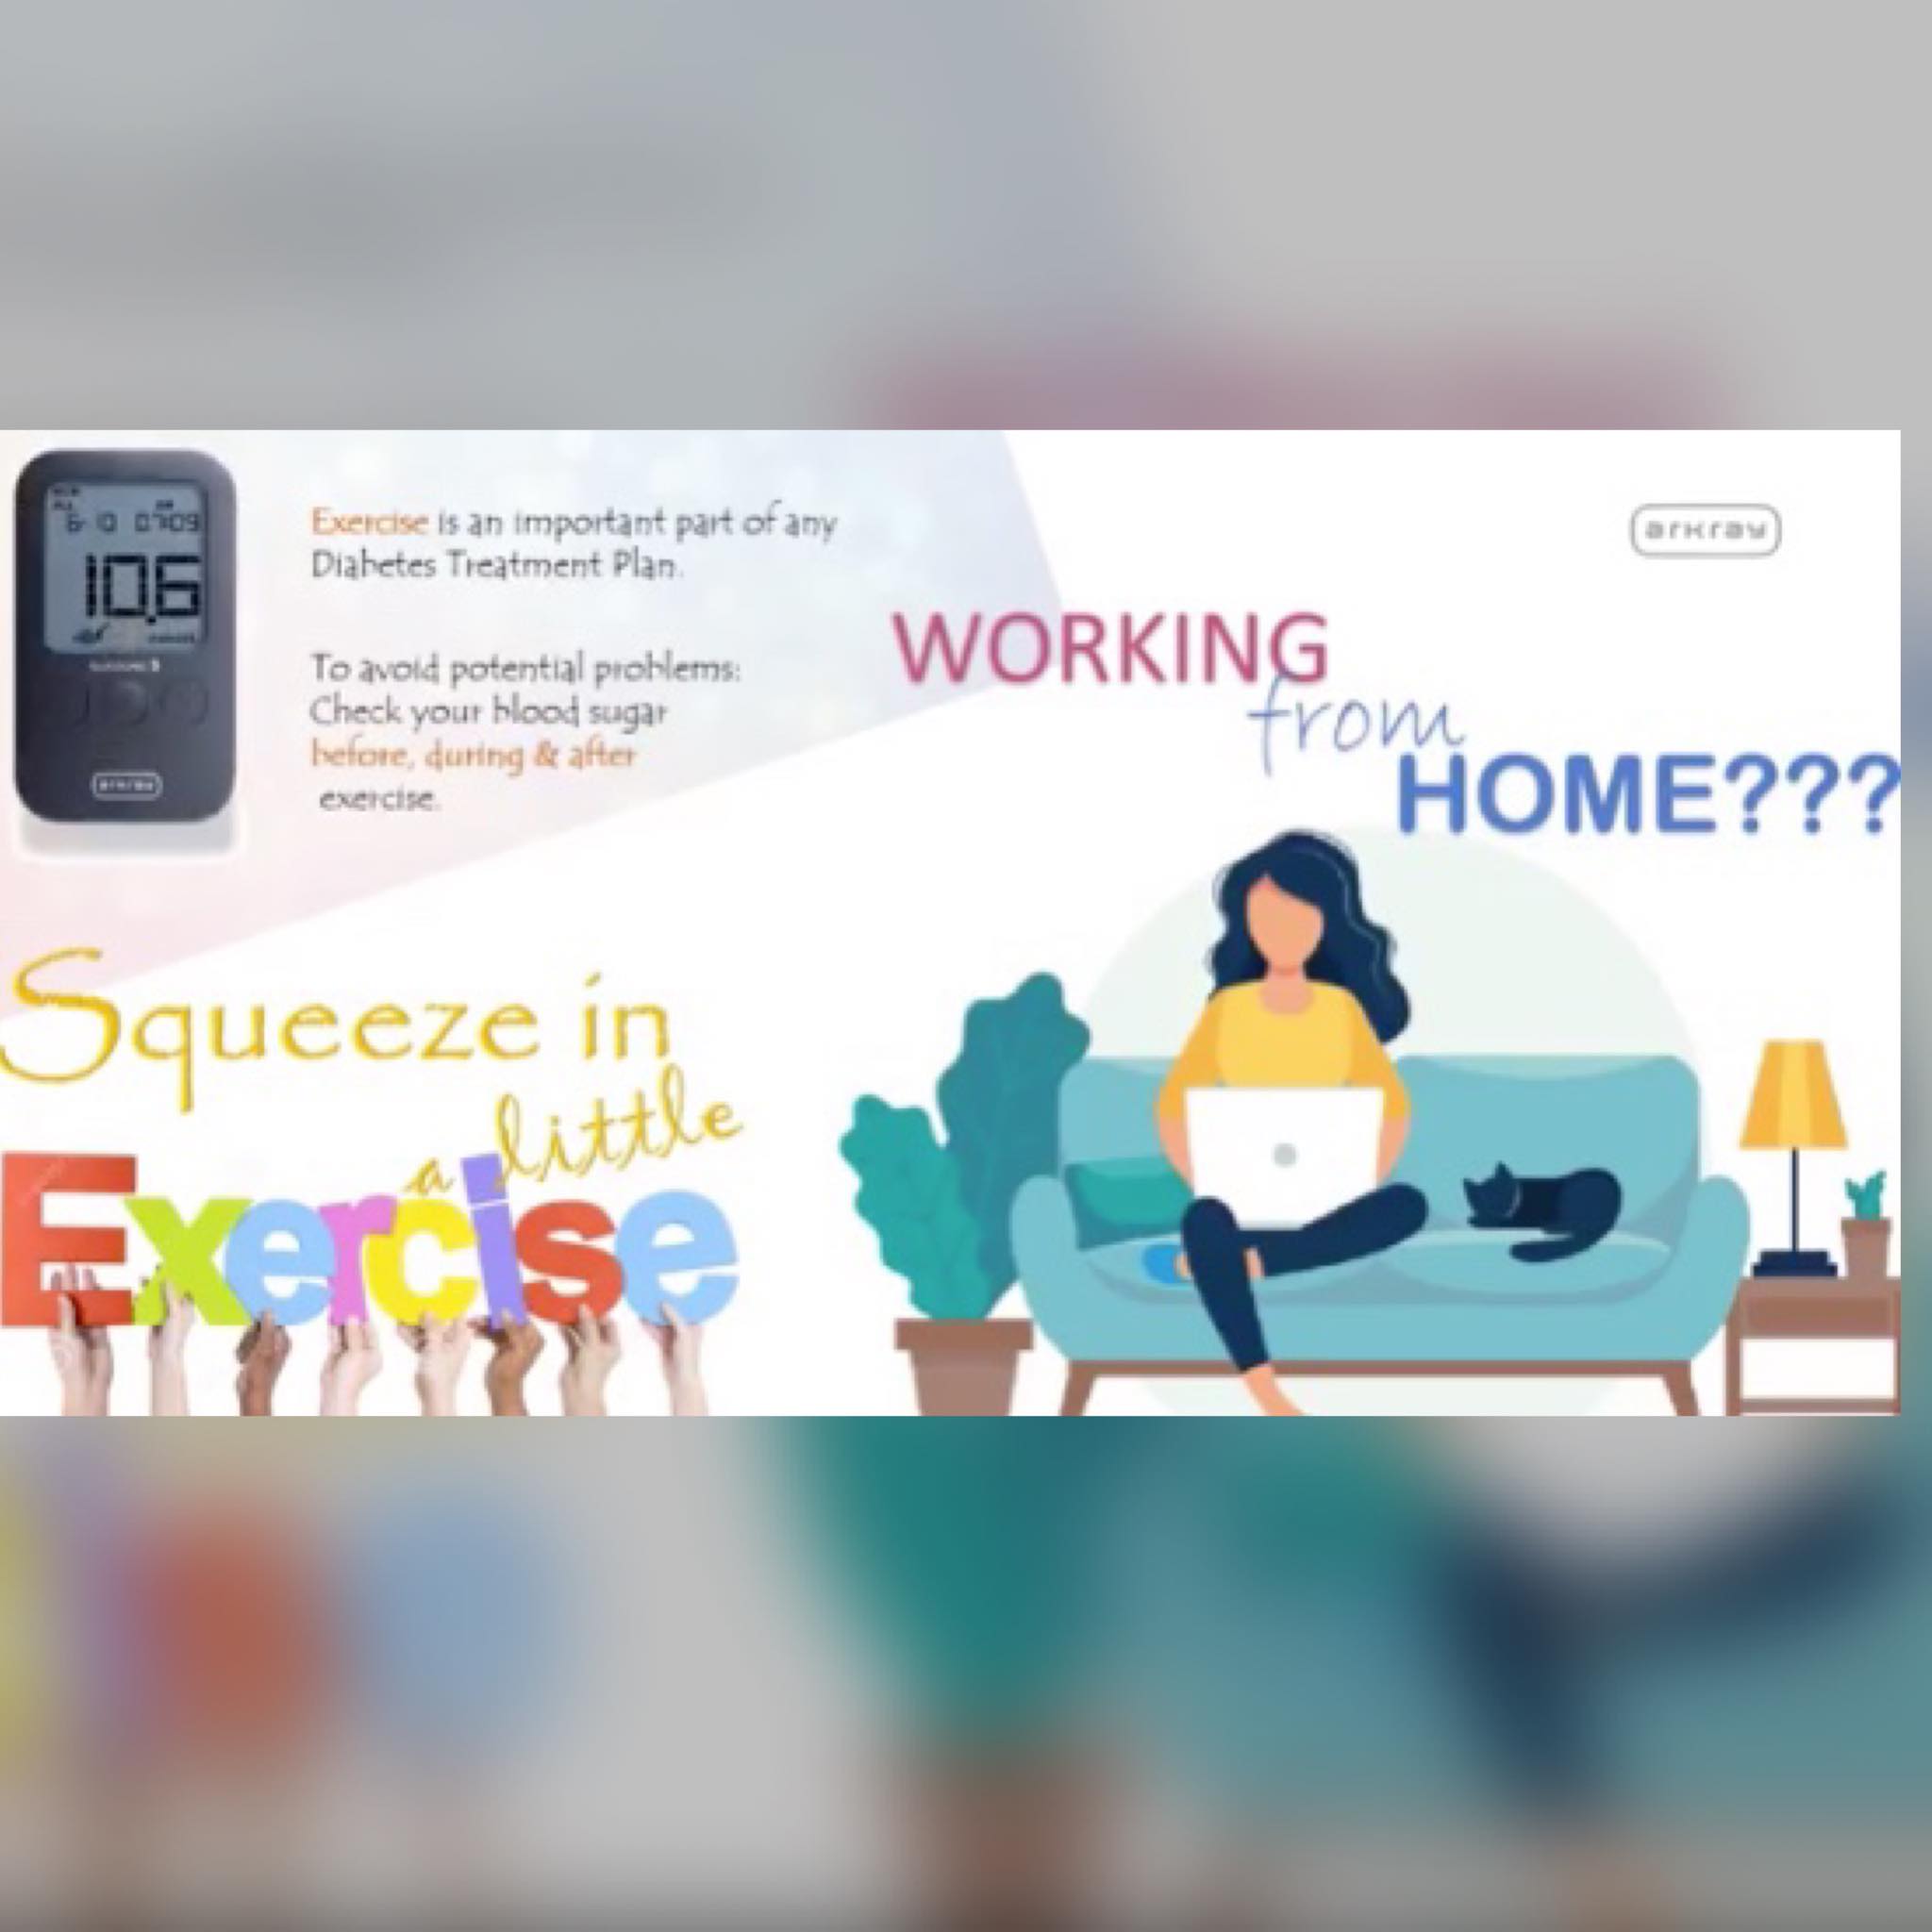 6-10 07:09
10.6
arkray
Exercise is an important part of any
Diabetes Treatment Plan.
To avoid potential problems:
Check your blood sugar
before, during & after
exercise.
arkray
WORKING
from
HOME???
Squeeze in
a little
Exercise